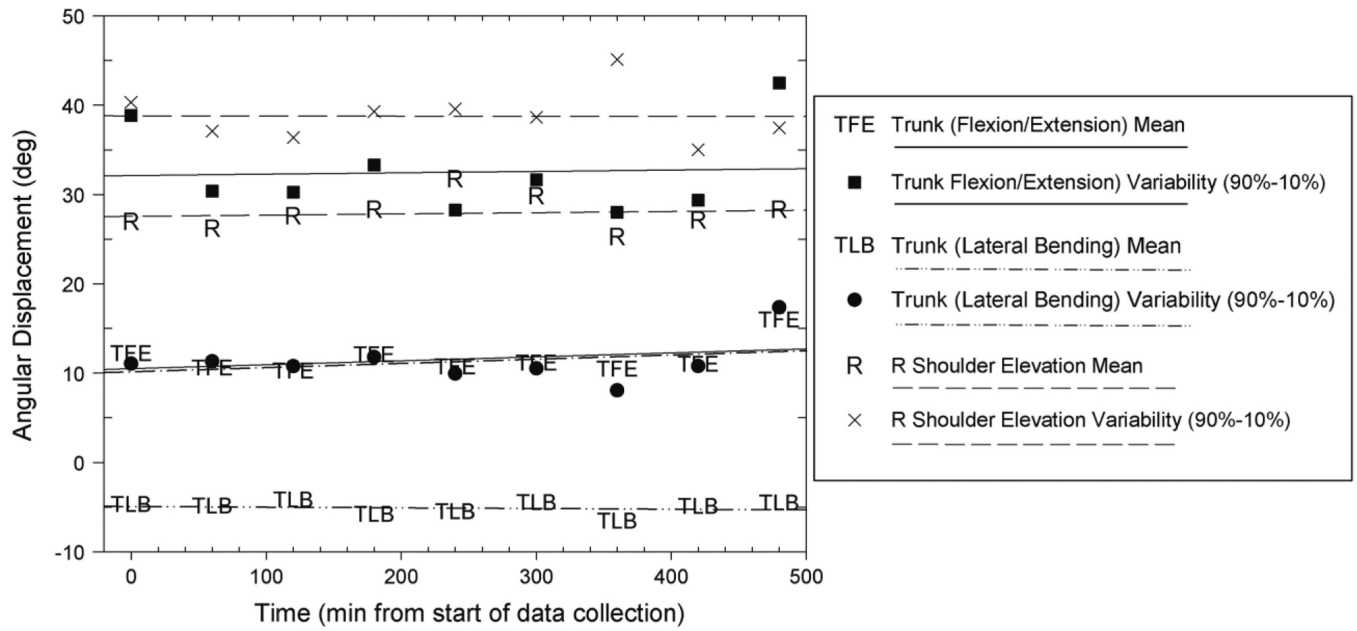 50
40
30
20
10
0
-10
Angular Displacement (deg)
0
100
200
300
400
500
Time (min from start of data collection)
R
R
R
R
R
R
R
R
R
TFE
TFE
TFE
TFE
TFE
TFE
TFE
TFE
TFE
TLB
TLB
TLB
TLB
TLB
TLB
TLB
TLB
TLB
TFE Trunk (Flexion/Extension) Mean
Trunk Flexion/Extension) Variability (90%-10%)
TLB Trunk (Lateral Bending) Mean
Trunk (Lateral Bending) Variability (90%-10%)
R R Shoulder Elevation Mean
R Shoulder Elevation Variability (90%-10%)